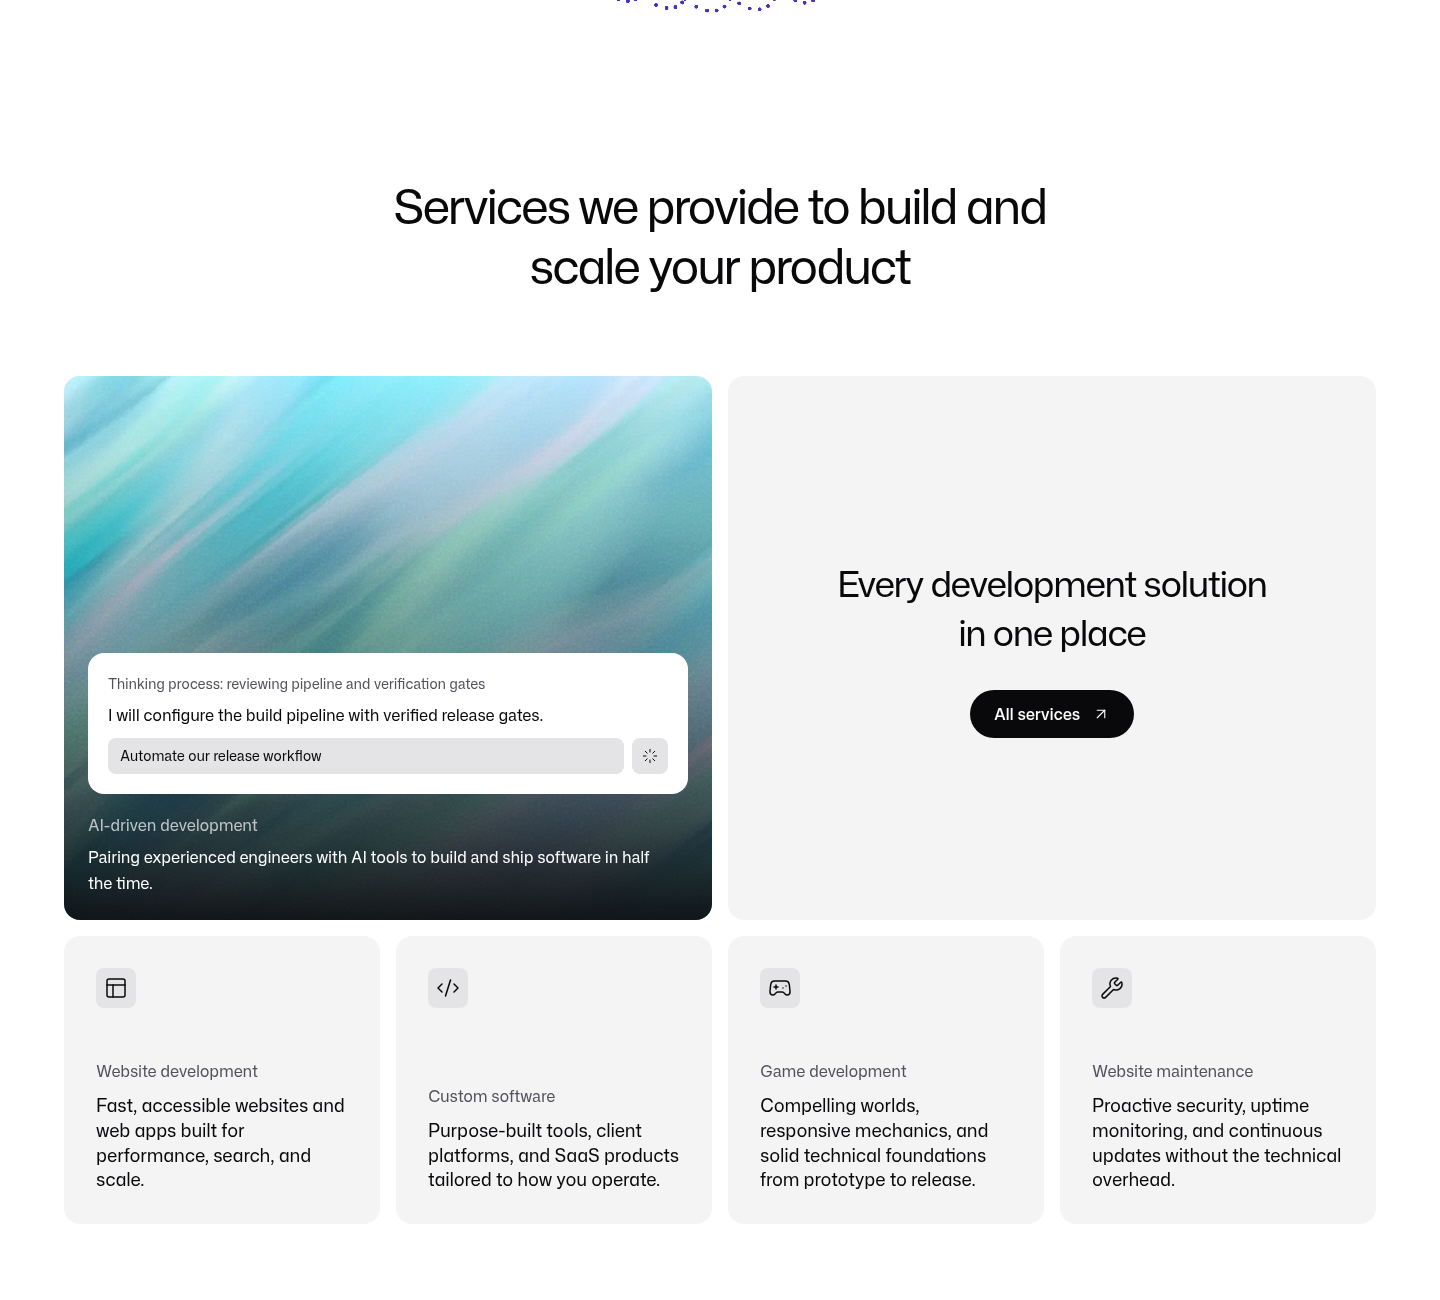 Services we provide to build and
scale your product
Thinking process: reviewing pipeline and verification gates
I will configure the build pipeline with verified release gates.
Automate our release workflow
AI-driven development
Pairing experienced engineers with AI tools to build and ship software in half
the time.
Every development solution
in one place
All services
Website development
Fast, accessible websites and
web apps built for
performance, search, and
scale.
Custom software
Purpose-built tools, client
platforms, and SaaS products
tailored to how you operate.
Game development
Compelling worlds,
responsive mechanics, and
solid technical foundations
from prototype to release.
Website maintenance
Proactive security, uptime
monitoring, and continuous
updates without the technical
overhead.